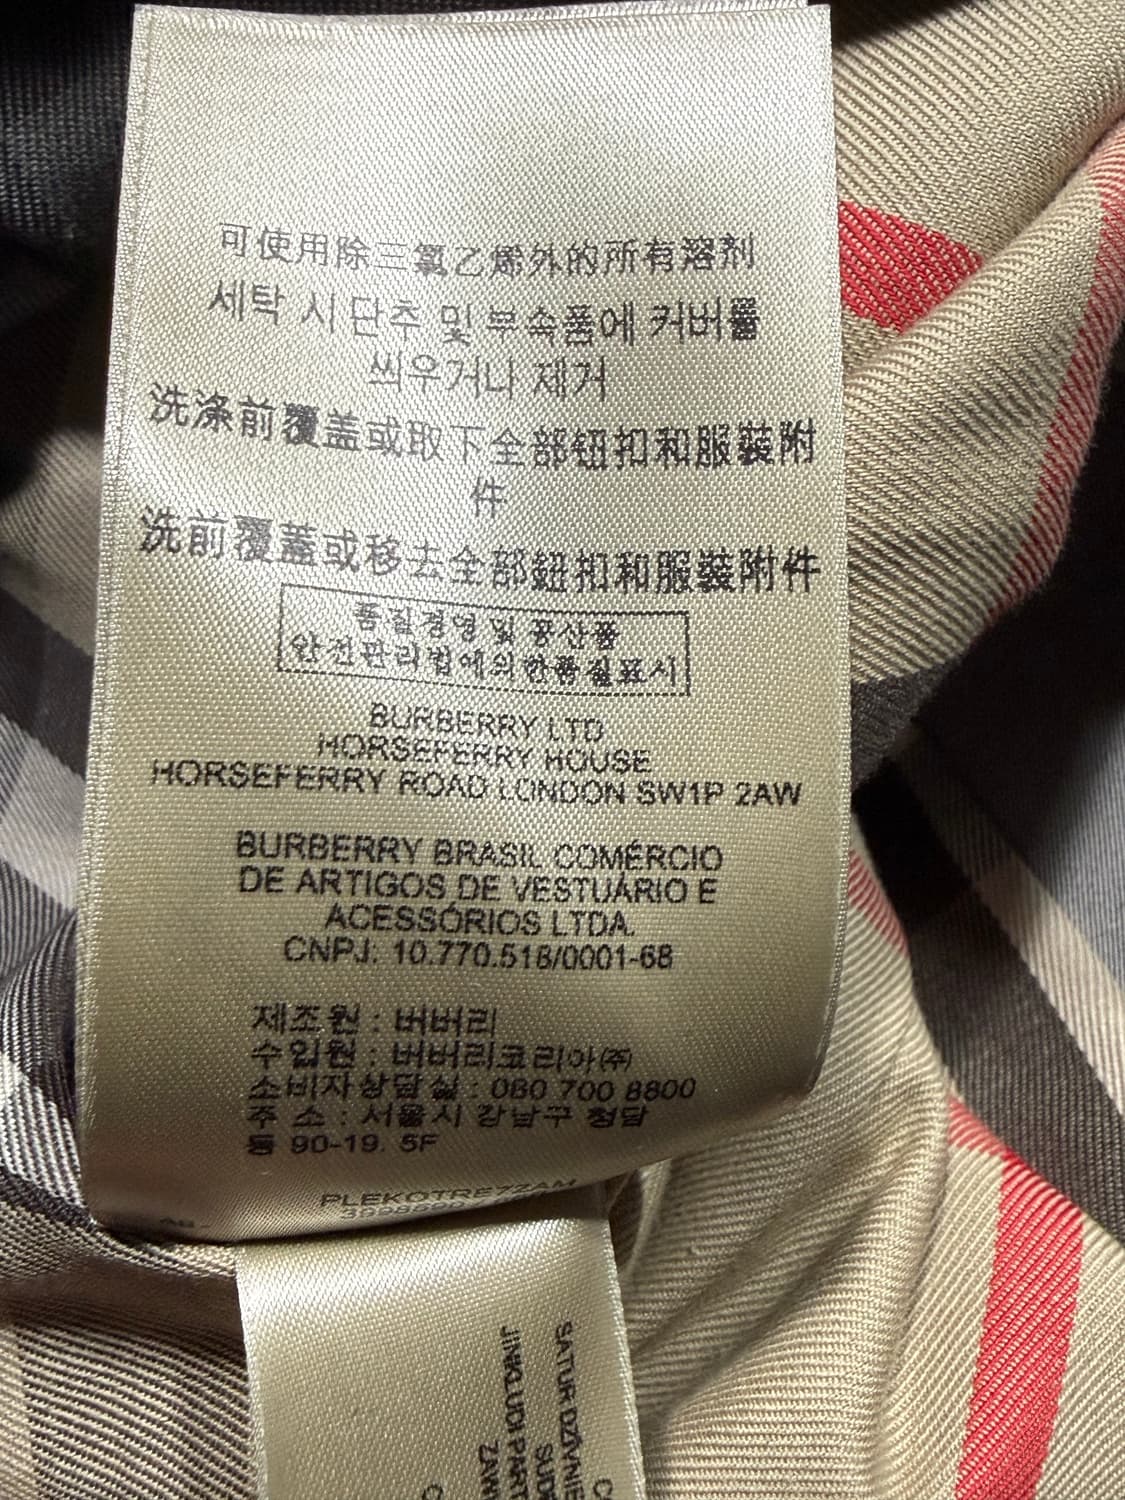 可使用除三氯乙烯外的所有溶剂
세탁 시 단추 및 부속품에 커버를
씌우거나 제거
洗涤前覆盖或取下全部钮扣和服装附
件
洗前覆蓋或移去全部鈕扣和服裝附件
품질경영 및 공산품
안전관리법에의한품질표시
BURBERRY LTD
HORSEFERRY HOUSE
HORSEFERRY ROAD LONDON SW1P 2AW
BURBERRY BRASIL COMÉRCIO
DE ARTIGOS DE VESTUÁRIO E
ACESSÓRIOS LTDA.
CNPJ: 10.770.518/0001-68
제조원 : 버버리
수입원 : 버버리코리아(주)
소비자상담실 : 080 700 8800
주 소 : 서울시 강남구 청담
동 90-19. 5F
PLEKOTRE72AM
SATUR DZĪVNIE
JINKLUDI PART
ZAW